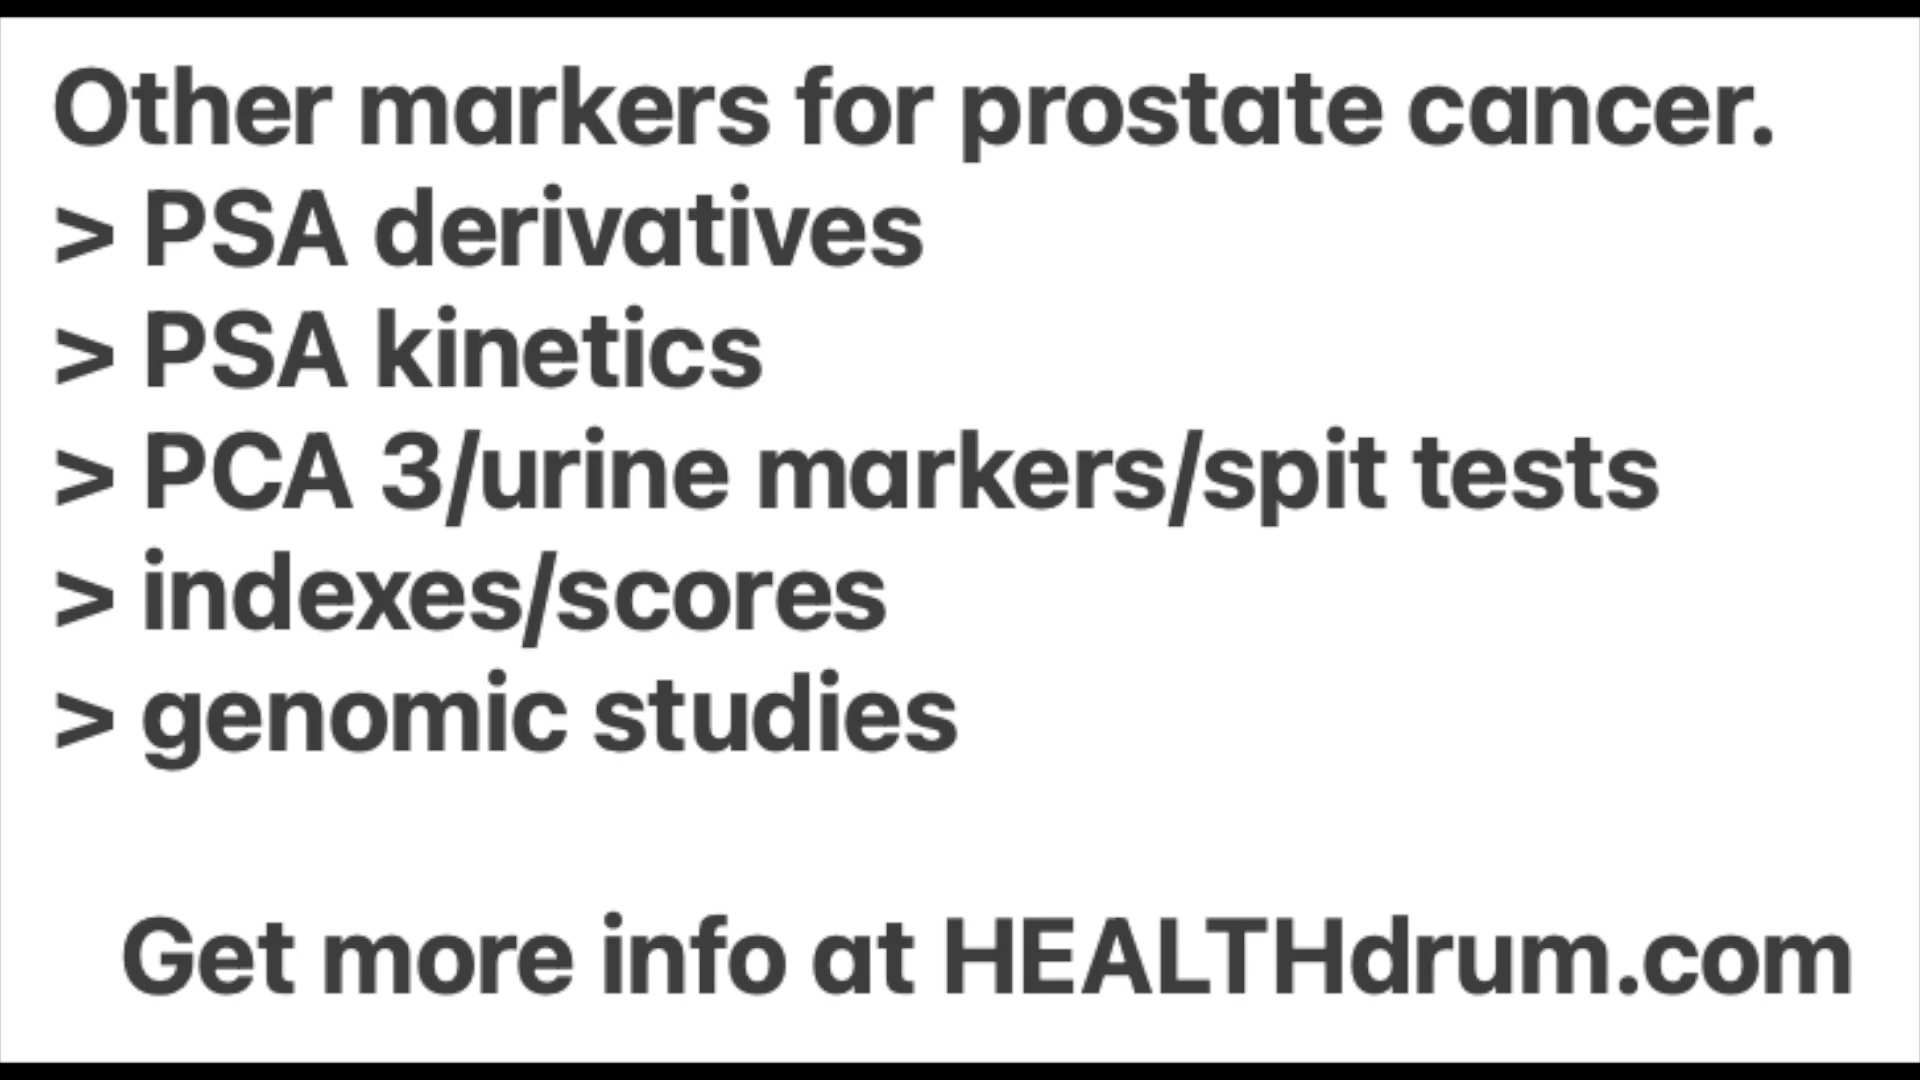 Other markers for prostate cancer.
> PSA derivatives
> PSA kinetics
> PCA 3/urine markers/spit tests
> indexes/scores
> genomic studies
Get more info at HEALTHdrum.com